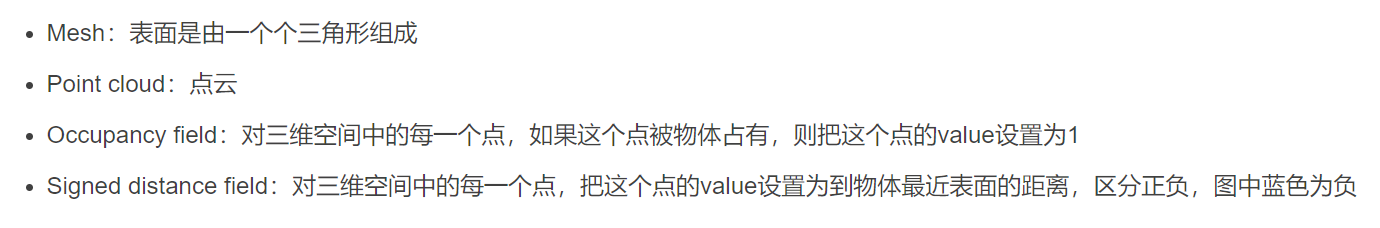 Mesh：表面是由一个个三角形组成
Point cloud：点云
Occupancy field：对三维空间中的每一个点，如果这个点被物体占有，则把这个点的value设置为1
Signed distance field：对三维空间中的每一个点，把这个点的value设置为到物体最近表面的距离，区分正负，图中蓝色为负